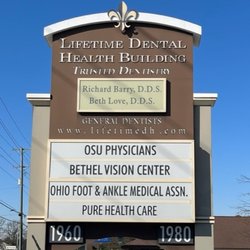 LIFETIME DENTAL
HEALTH BUILDING
TRUSTED DENTISTRY
Richard Barry, D.D.S.
Beth Love, D.D.S.
GENERAL DENTISTS
www.lifetimedh.com
OSU PHYSICIANS
BETHEL VISION CENTER
OHIO FOOT & ANKLE MEDICAL ASSN.
PURE HEALTH CARE
1960
1980